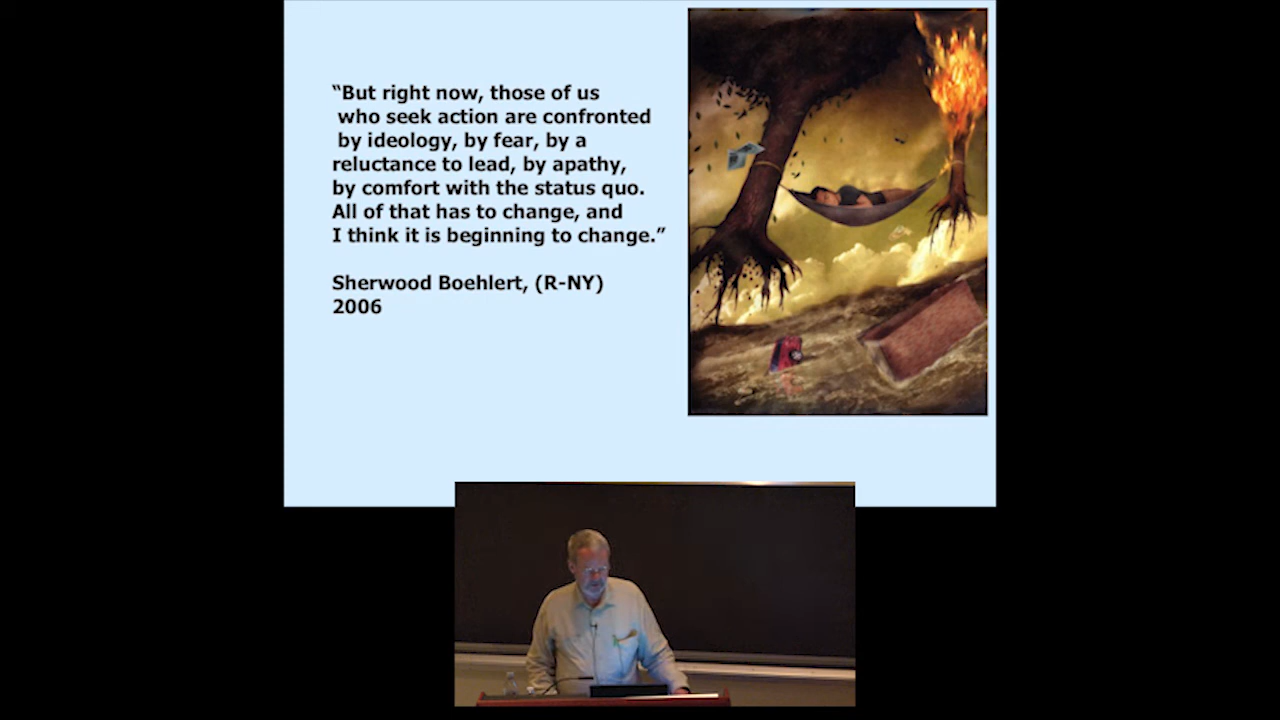 “But right now, those of us
who seek action are confronted
by ideology, by fear, by a
reluctance to lead, by apathy,
by comfort with the status quo.
All of that has to change, and
I think it is beginning to change.”
Sherwood Boehlert, (R-NY)
2006